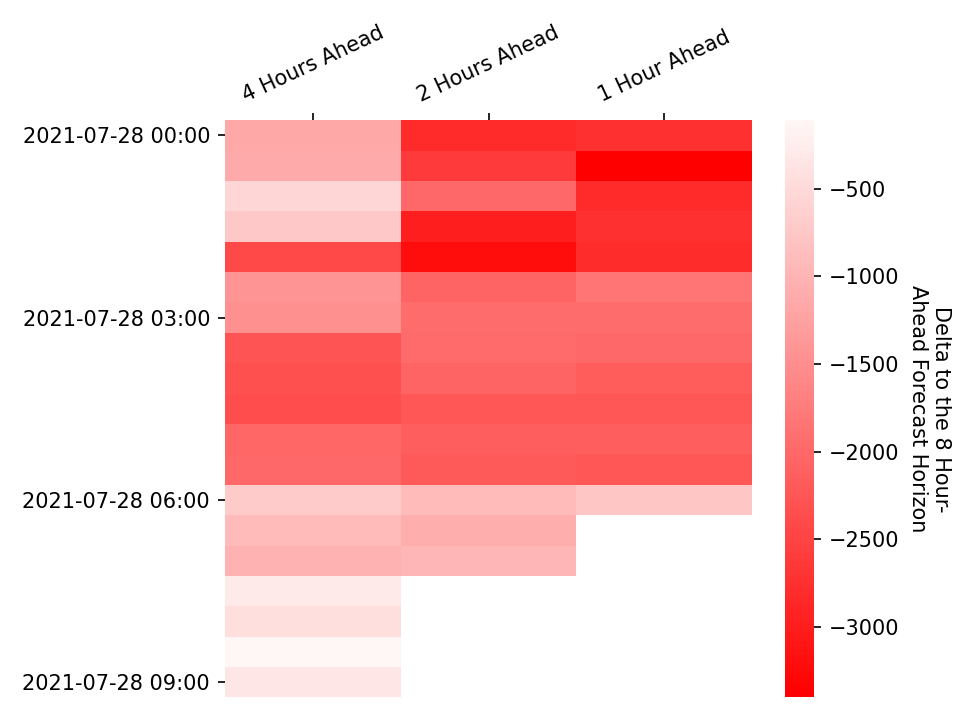 4 Hours Ahead
2 Hours Ahead
1 Hour Ahead
2021-07-28 00:00
2021-07-28 03:00
2021-07-28 06:00
2021-07-28 09:00
−500
−1000
−1500
−2000
−2500
−3000
Delta to the 8 Hour-
Ahead Forecast Horizon